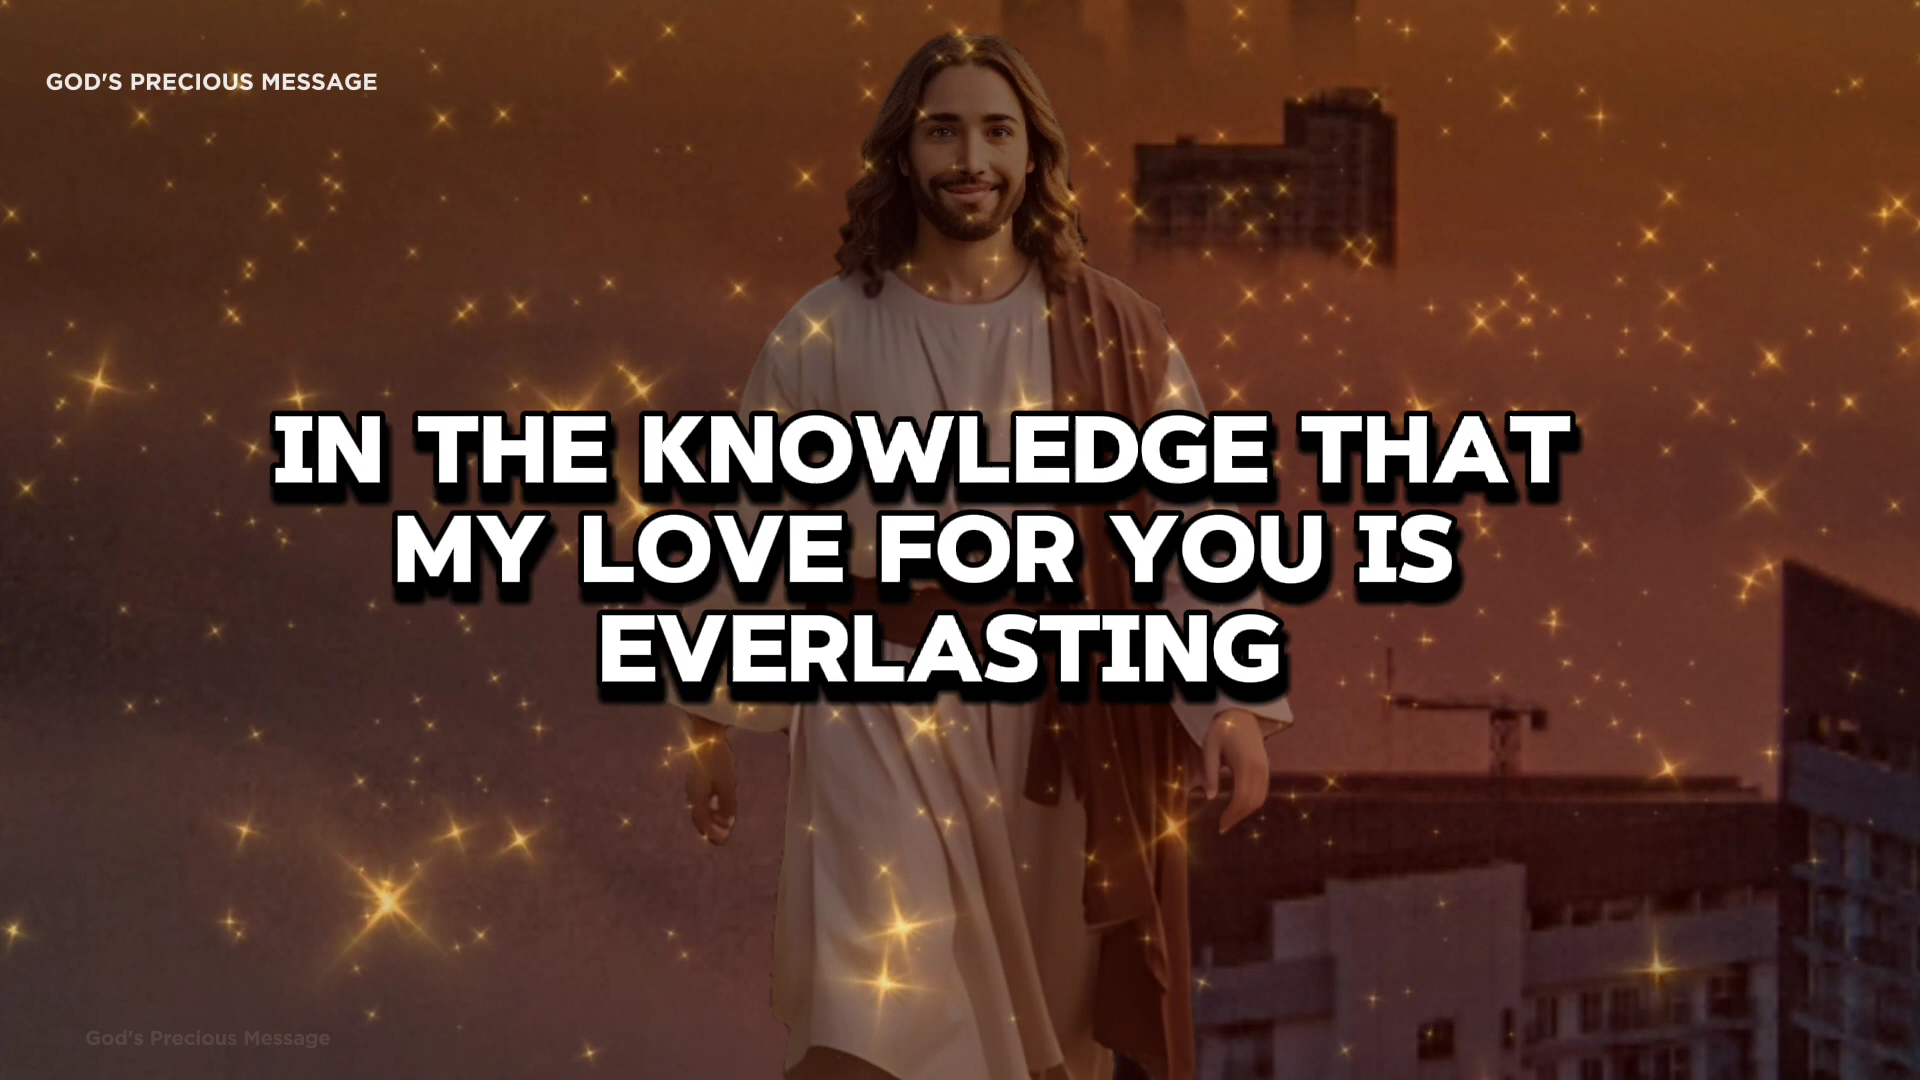 GOD'S PRECIOUS MESSAGE
IN THE KNOWLEDGE THAT
MY LOVE FOR YOU IS
EVERLASTING
God's Precious Message